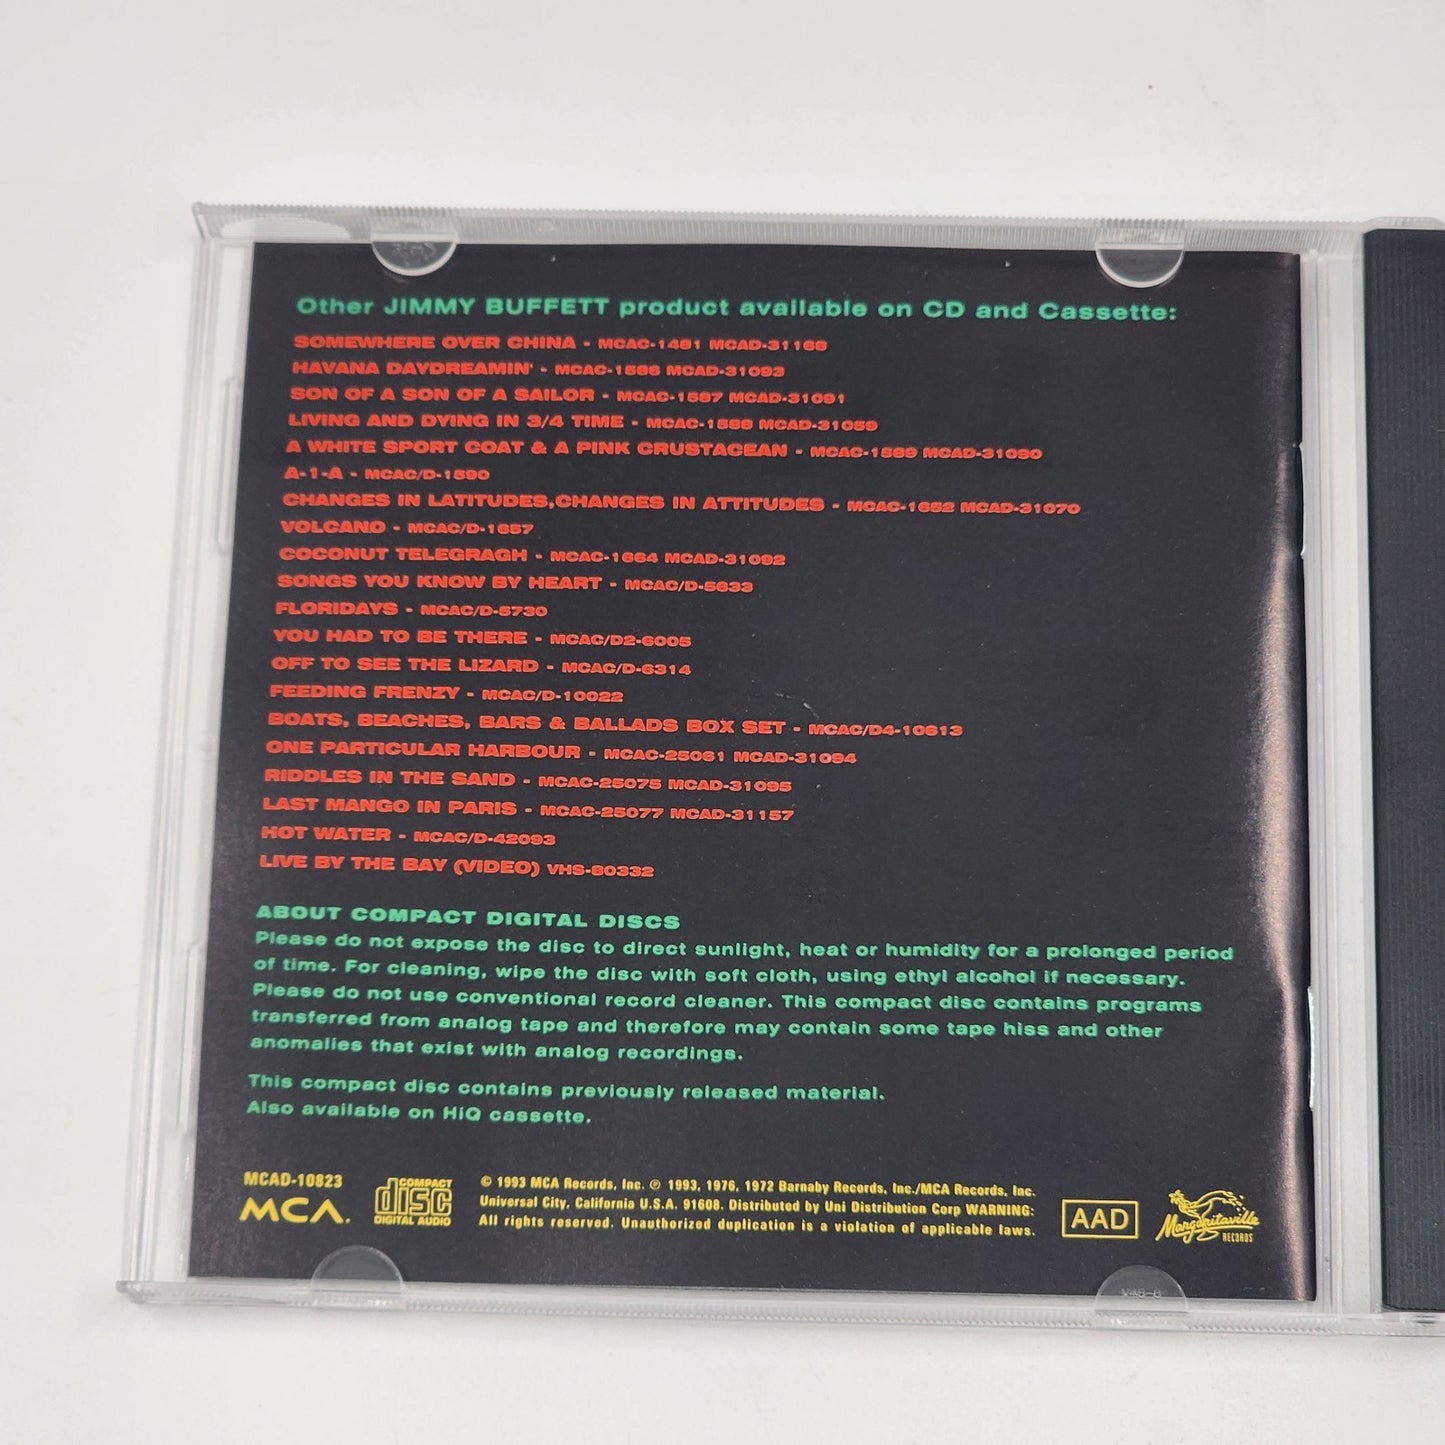 Other JIMMY BUFFETT product available on CD and Cassette:
SOMEWHERE OVER CHINA - MCAC-1481 MCAD-31168
HAVANA DAYDREAMIN' - MCAC-1586 MCAD-31093
SON OF A SON OF A SAILOR - MCAC-1587 MCAD-31091
LIVING AND DYING IN 3/4 TIME - MCAC-1588 MCAD-31059
A WHITE SPORT COAT & A PINK CRUSTACEAN - MCAC-1589 MCAD-31090
A-1-A - MCAC/D-1590
CHANGES IN LATITUDES,CHANGES IN ATTITUDES - MCAC-1652 MCAD-31070
VOLCANO - MCAC/D-1657
COCONUT TELEGRAGH - MCAC-1664 MCAD-31092
SONGS YOU KNOW BY HEART - MCAC/D-5633
FLORIDAYS - MCAC/D-5730
YOU HAD TO BE THERE - MCAC/D2-6005
OFF TO SEE THE LIZARD - MCAC/D-6314
FEEDING FRENZY - MCAC/D-10022
BOATS, BEACHES, BARS & BALLADS BOX SET - MCAC/D4-10613
ONE PARTICULAR HARBOUR - MCAC-25061 MCAD-31094
RIDDLES IN THE SAND - MCAC-25075 MCAD-31095
LAST MANGO IN PARIS - MCAC-25077 MCAD-31157
HOT WATER - MCAC/D-42093
LIVE BY THE BAY (VIDEO) VHS-80332
ABOUT COMPACT DIGITAL DISCS
Please do not expose the disc to direct sunlight, heat or humidity for a prolonged period
of time. For cleaning, wipe the disc with soft cloth, using ethyl alcohol if necessary.
Please do not use conventional record cleaner. This compact disc contains programs
transferred from analog tape and therefore may contain some tape hiss and other
anomalies that exist with analog recordings.
This compact disc contains previously released material.
Also available on HiQ cassette.
MCAD-10823
MCA.
COMPACT
disc
DIGITAL AUDIO
© 1993 MCA Records, Inc. ℗ 1993, 1976, 1972 Barnaby Records, Inc./MCA Records, Inc.
Universal City, California U.S.A. 91608. Distributed by Uni Distribution Corp WARNING:
All rights reserved. Unauthorized duplication is a violation of applicable laws.
AAD
Margaritaville
RECORDS